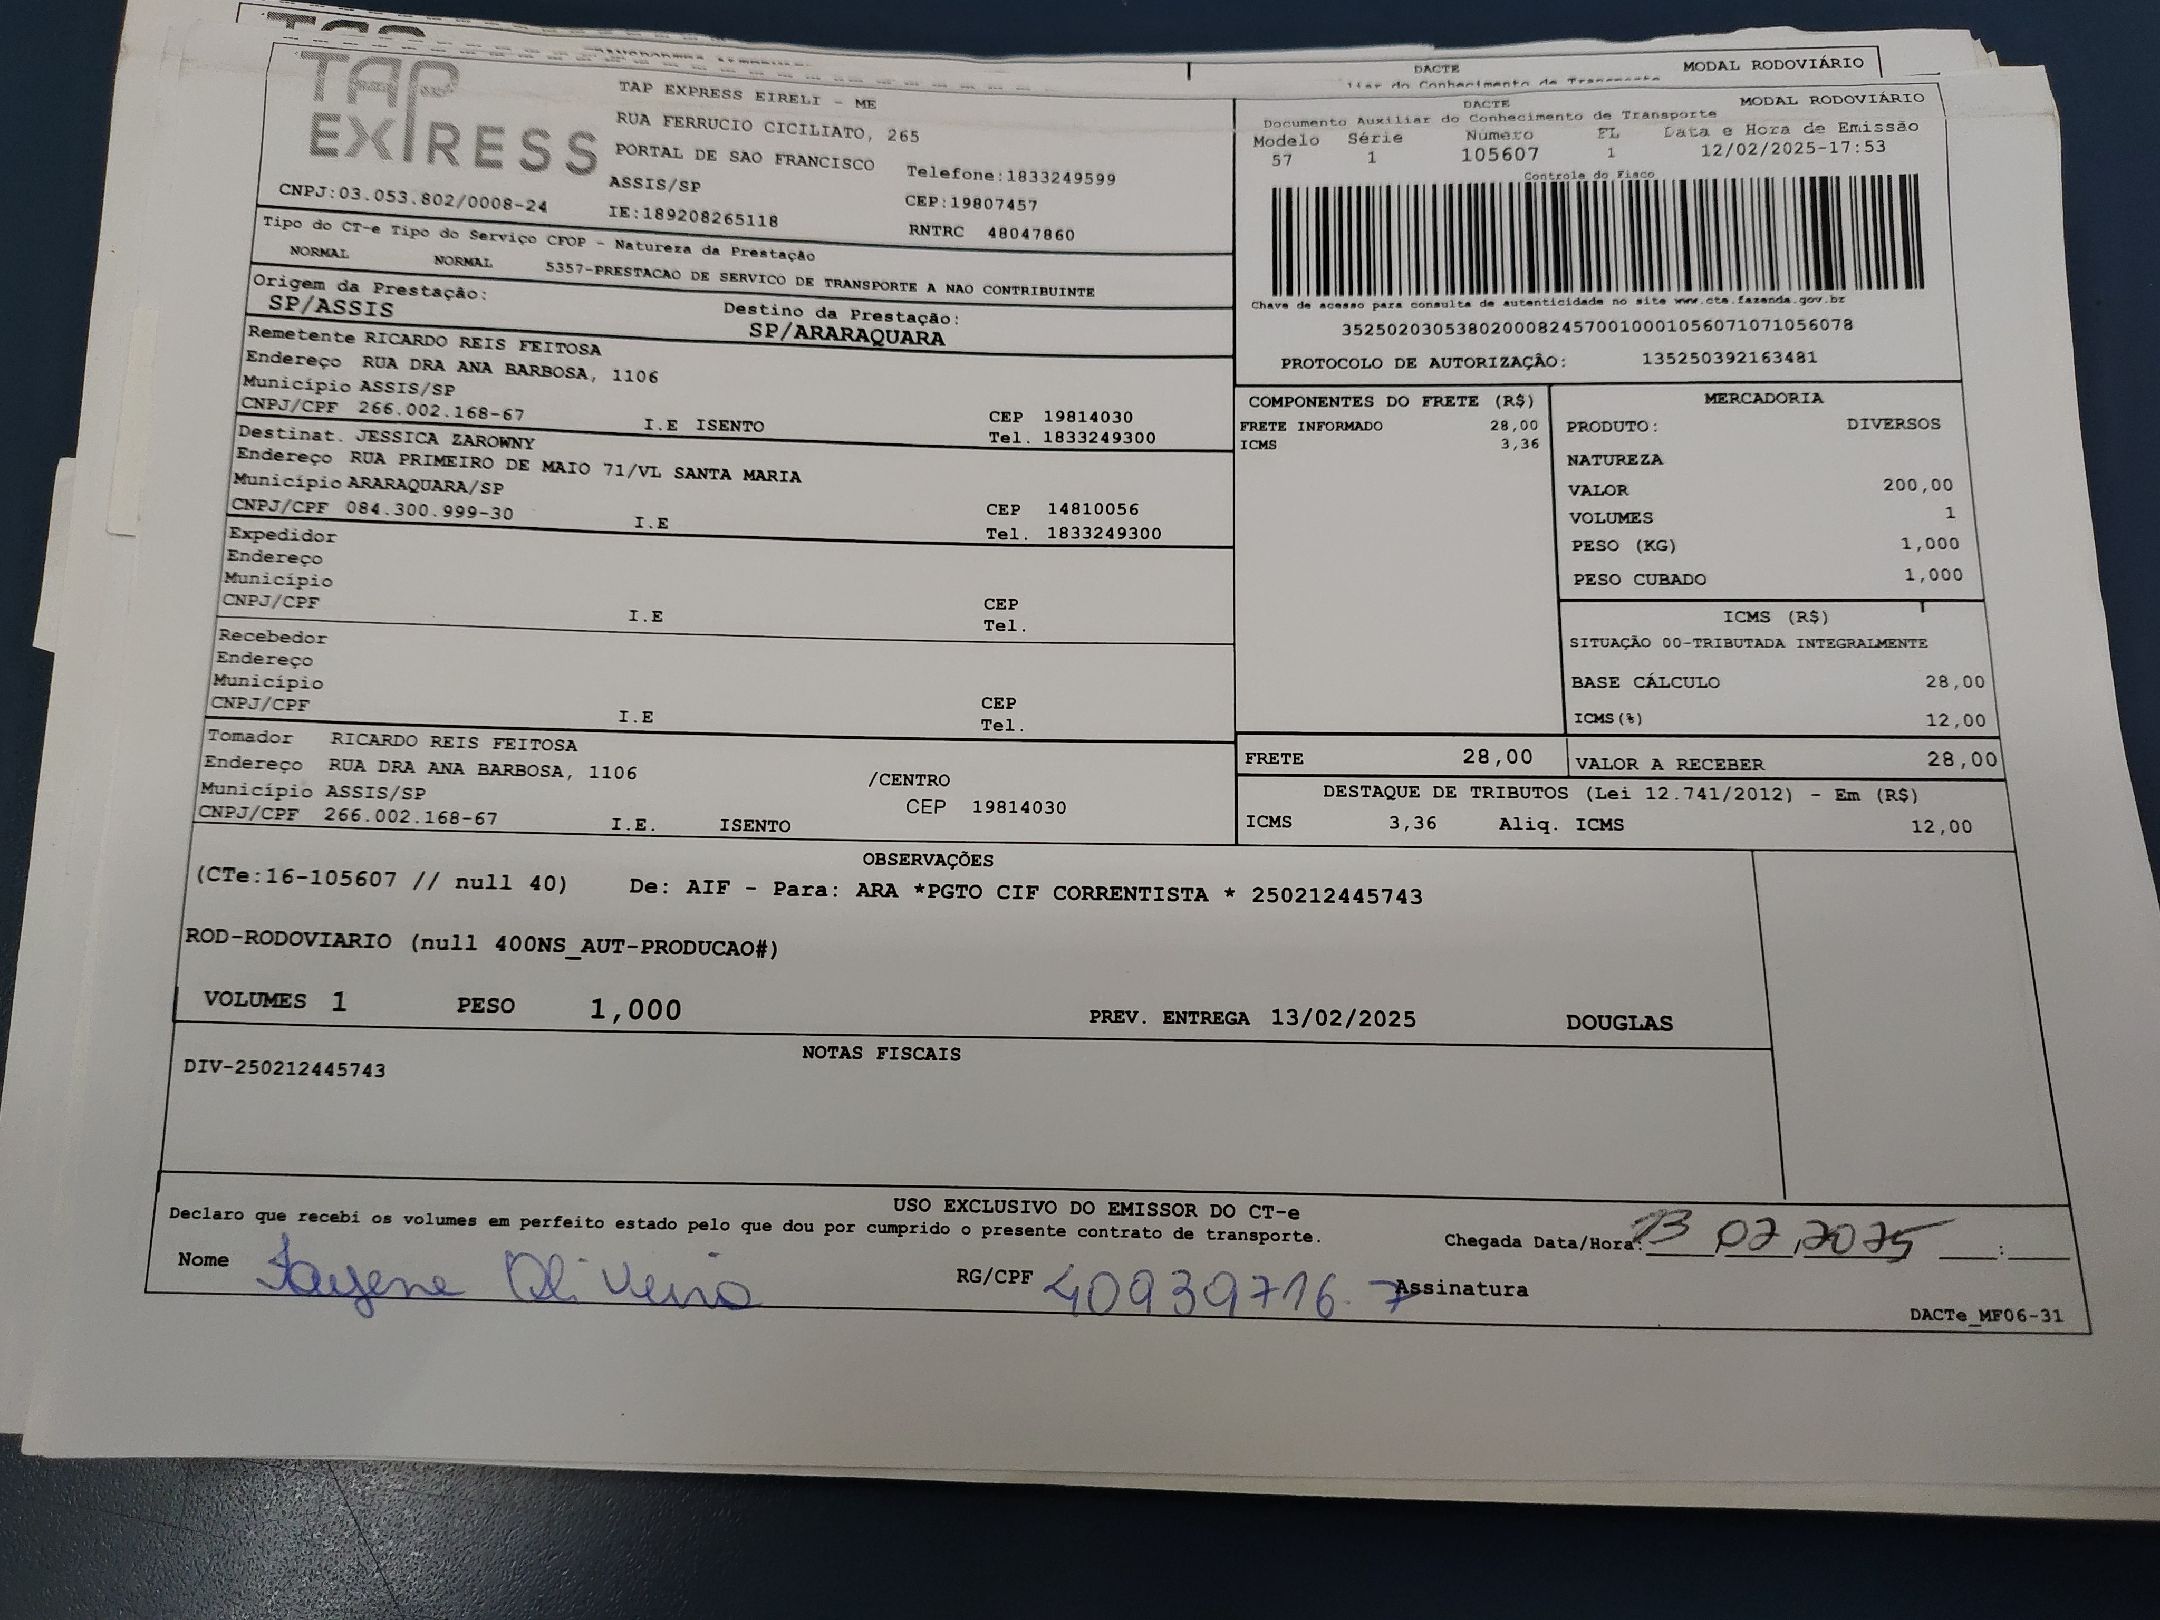 DACTE
MODAL RODOVIÁRIO
TAP EXPRESS
TAP EXPRESS EIRELI - ME
RUA FERRUCIO CICILIATO, 265
PORTAL DE SAO FRANCISCO
Telefone:1833249599
ASSIS/SP
CEP:19807457
CNPJ:03.053.802/0008-24
IE:189208265118
RNTRC 48047860
DACTE
MODAL RODOVIÁRIO
Documento Auxiliar do Conhecimento de Transporte
Modelo Série Número FL Data e Hora de Emissão
57 1 105607 1 12/02/2025-17:53
Controle do Fisco
Chave de acesso para consulta de autenticidade no site www.cte.fazenda.gov.br
35250203053802000824570010001056071071056078
PROTOCOLO DE AUTORIZAÇÃO: 135250392163481
Tipo do CT-e Tipo do Serviço CFOP - Natureza da Prestação
NORMAL NORMAL 5357-PRESTACAO DE SERVICO DE TRANSPORTE A NAO CONTRIBUINTE
Origem da Prestação: Destino da Prestação:
SP/ASSIS SP/ARARAQUARA
Remetente RICARDO REIS FEITOSA
Endereço RUA DRA ANA BARBOSA, 1106
Município ASSIS/SP
CEP 19814030
CNPJ/CPF 266.002.168-67 I.E ISENTO Tel. 1833249300
Destinat. JESSICA ZAROWNY
Endereço RUA PRIMEIRO DE MAIO 71/VL SANTA MARIA
Município ARARAQUARA/SP
CEP 14810056
CNPJ/CPF 084.300.999-30 I.E Tel. 1833249300
Expedidor
Endereço
Município
CEP
CNPJ/CPF I.E Tel.
Recebedor
Endereço
Município
CEP
CNPJ/CPF I.E Tel.
Tomador RICARDO REIS FEITOSA
Endereço RUA DRA ANA BARBOSA, 1106 /CENTRO
Município ASSIS/SP CEP 19814030
CNPJ/CPF 266.002.168-67 I.E. ISENTO
COMPONENTES DO FRETE (R$)
FRETE INFORMADO 28,00
ICMS 3,36
MERCADORIA
PRODUTO: DIVERSOS
NATUREZA
VALOR 200,00
VOLUMES 1
PESO (KG) 1,000
PESO CUBADO 1,000
ICMS (R$)
SITUAÇÃO 00-TRIBUTADA INTEGRALMENTE
BASE CÁLCULO 28,00
ICMS(%) 12,00
FRETE 28,00 VALOR A RECEBER 28,00
DESTAQUE DE TRIBUTOS (Lei 12.741/2012) - Em (R$)
ICMS 3,36 Aliq. ICMS 12,00
OBSERVAÇÕES
(CTe:16-105607 // null 40) De: AIF - Para: ARA *PGTO CIF CORRENTISTA * 250212445743
ROD-RODOVIARIO (null 400NS_AUT-PRODUCAO#)
VOLUMES 1 PESO 1,000 PREV. ENTREGA 13/02/2025 DOUGLAS
NOTAS FISCAIS
DIV-250212445743
USO EXCLUSIVO DO EMISSOR DO CT-e
Declaro que recebi os volumes em perfeito estado pelo que dou por cumprido o presente contrato de transporte.
Chegada Data/Hora: 13 02 2025 :
Nome Jayene Oliveira RG/CPF 40939716-7 Assinatura
DACTe_MF06-31